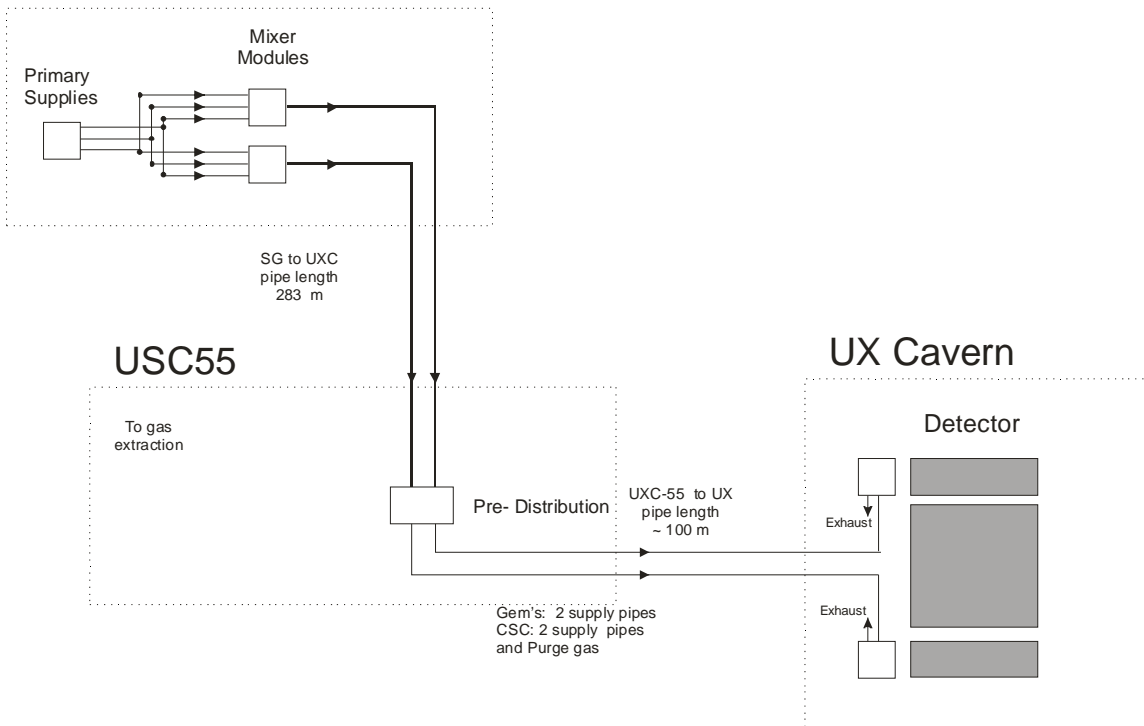 Mixer
Modules
Primary
Supplies
SG to UXC
pipe length
283 m
USC55
UX Cavern
To gas
extraction
Detector
Pre- Distribution
UXC-55 to UX
pipe length
~ 100 m
Exhaust
Exhaust
Gem's: 2 supply pipes
CSC: 2 supply pipes
and Purge gas